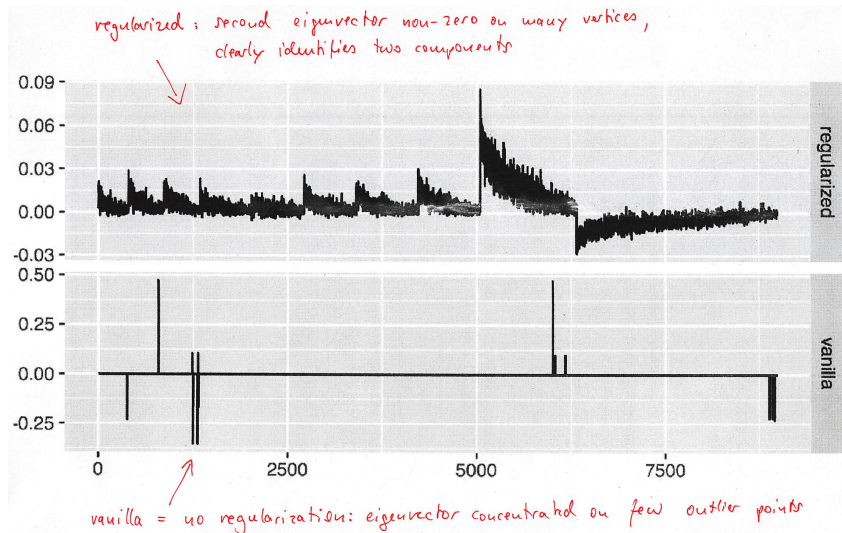 regularized: second eigenvector non-zero on many vertices,
clearly identifies two components
0.09
0.06
0.03
0.00
-0.03
regularized
0.50
0.25
0.00
-0.25
vanilla
0 2500 5000 7500
vanilla = no regularization: eigenvector concentrated on few outlier points